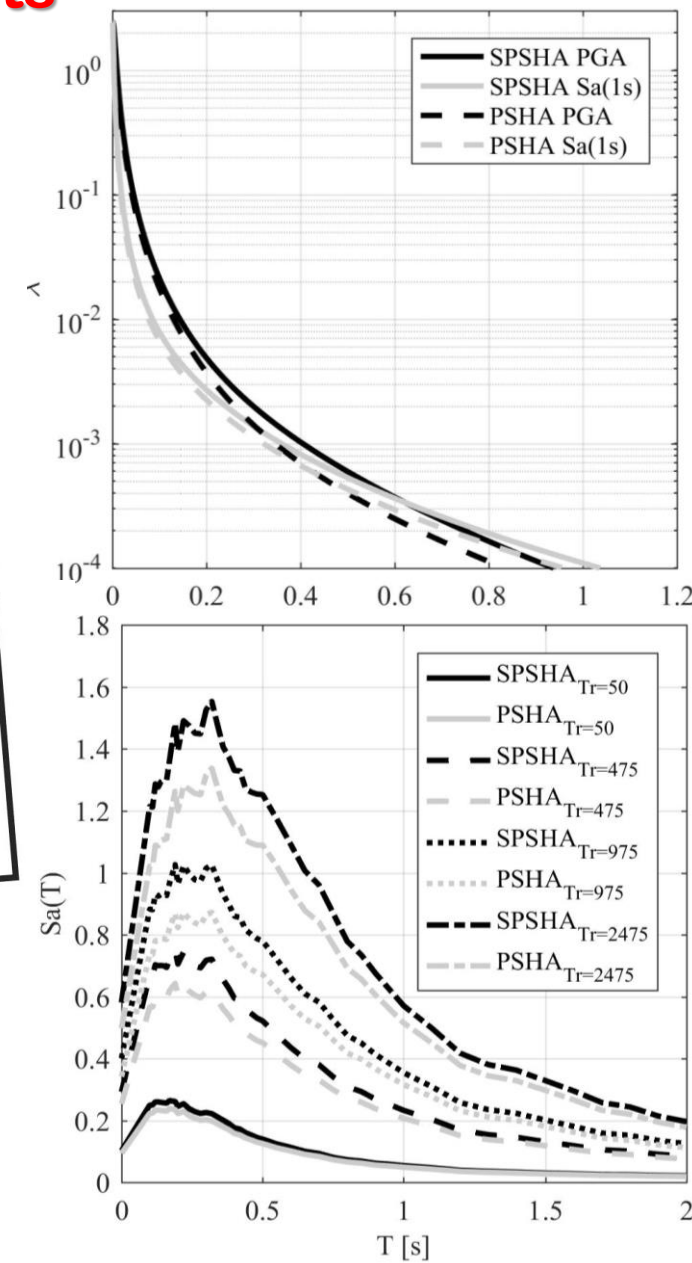 to
10^0
10^-1
10^-2
10^-3
10^-4
λ
SPSHA PGA
SPSHA Sa(1s)
PSHA PGA
PSHA Sa(1s)
0 0.2 0.4 0.6 0.8 1 1.2
1.8
1.6
1.4
1.2
1
0.8
0.6
0.4
0.2
0
Sa(T)
SPSHA_Tr=50
PSHA_Tr=50
SPSHA_Tr=475
PSHA_Tr=475
SPSHA_Tr=975
PSHA_Tr=975
SPSHA_Tr=2475
PSHA_Tr=2475
0 0.5 1 1.5 2
T [s]